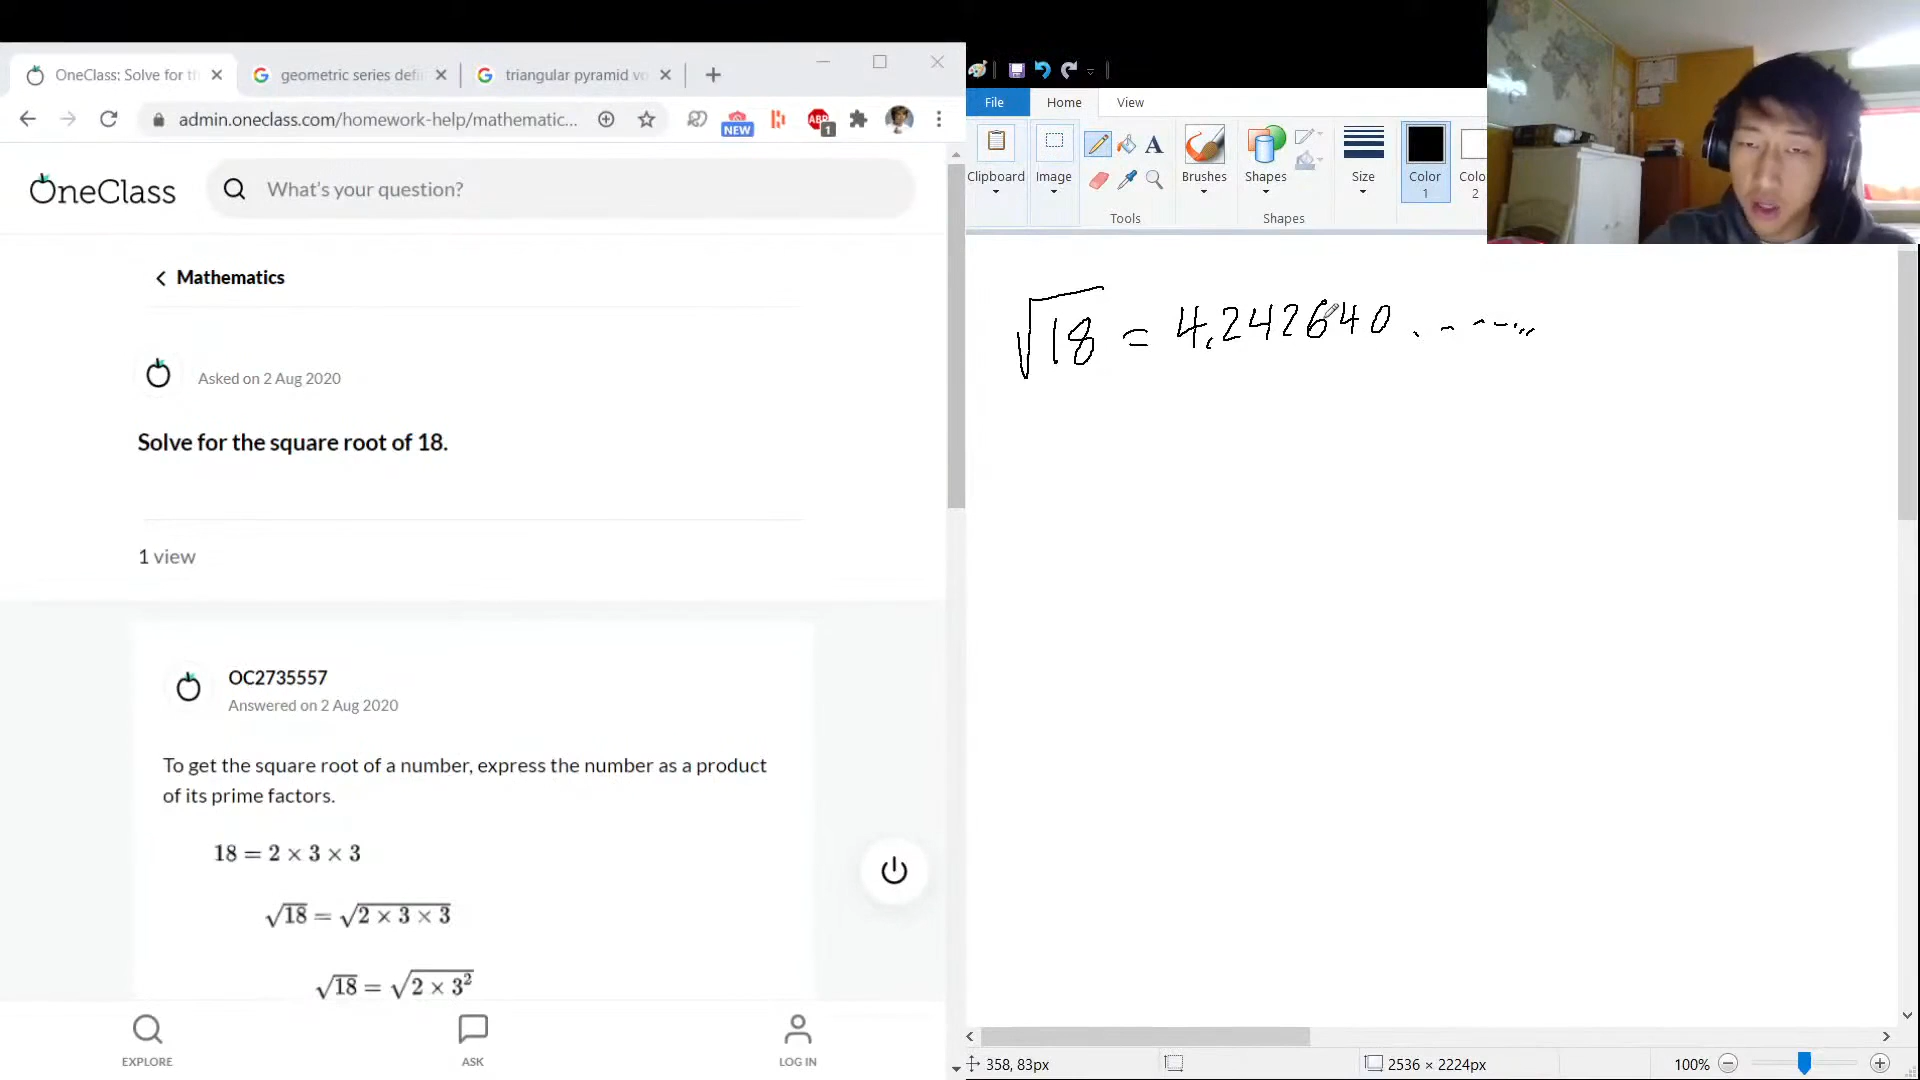 OneClass: Solve for th
geometric series defi
triangular pyramid vo
admin.oneclass.com/homework-help/mathematic...
NEW
ABP
1
OneClass
What's your question?
Mathematics
Asked on 2 Aug 2020
Solve for the square root of 18.
1 view
OC2735557
Answered on 2 Aug 2020
To get the square root of a number, express the number as a product
of its prime factors.
18 = 2 × 3 × 3
√18 = √2 × 3 × 3
√18 = √2 × 3²
EXPLORE
ASK
LOG IN
File
Home
View
Clipboard
Image
Tools
Brushes
Shapes
Shapes
Size
Color
1
Colo
2
√18 = 4.242640.......
358, 83px
2536 × 2224px
100%